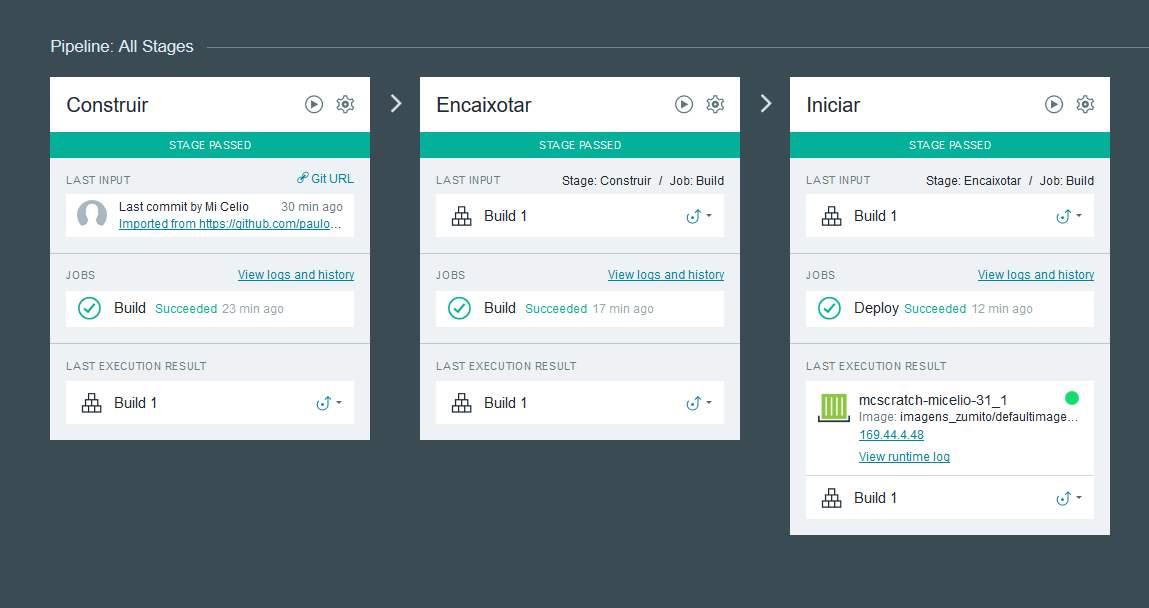 Pipeline: All Stages
Construir
STAGE PASSED
LAST INPUT Git URL
Last commit by Mi Celio 30 min ago
Imported from https://github.com/paulo...
JOBS View logs and history
Build Succeeded 23 min ago
LAST EXECUTION RESULT
Build 1
Encaixotar
STAGE PASSED
LAST INPUT Stage: Construir / Job: Build
Build 1
JOBS View logs and history
Build Succeeded 17 min ago
LAST EXECUTION RESULT
Build 1
Iniciar
STAGE PASSED
LAST INPUT Stage: Encaixotar / Job: Build
Build 1
JOBS View logs and history
Deploy Succeeded 12 min ago
LAST EXECUTION RESULT
mcscratch-micelio-31_1
Image: imagens_zumito/defaultimage...
169.44.4.48
View runtime log
Build 1